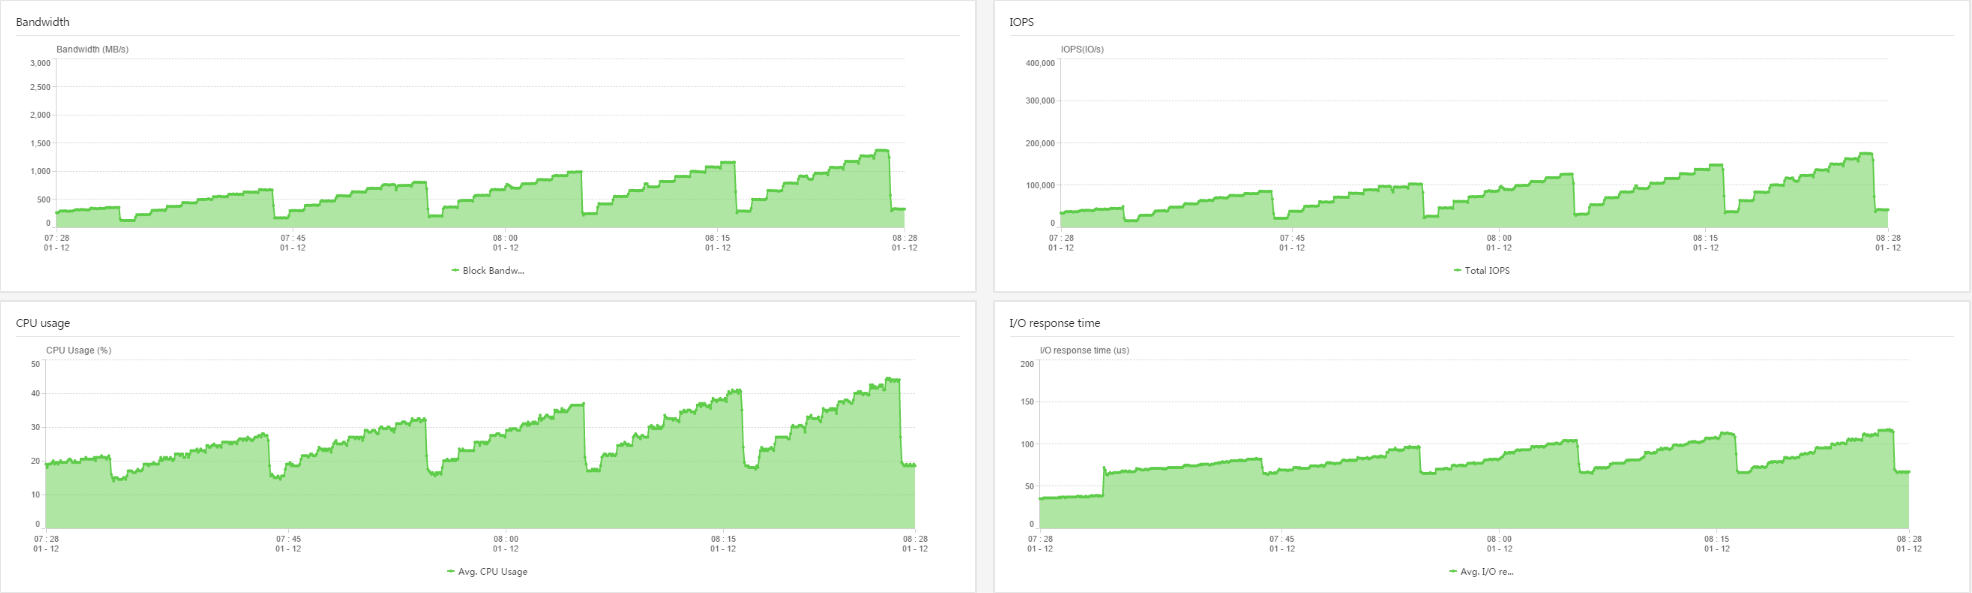 Bandwidth
Bandwidth (MB/s)
3,000
2,500
2,000
1,500
1,000
500
0
07 : 28 07 : 45 08 : 00 08 : 15 08 : 28
01 - 12 01 - 12 01 - 12 01 - 12 01 - 12
Block Bandw...
IOPS
IOPS(IO/s)
400,000
300,000
200,000
100,000
0
07 : 28 07 : 45 08 : 00 08 : 15 08 : 28
01 - 12 01 - 12 01 - 12 01 - 12 01 - 12
Total IOPS
CPU usage
CPU Usage (%)
50
40
30
20
10
0
07 : 28 07 : 45 08 : 00 08 : 15 08 : 28
01 - 12 01 - 12 01 - 12 01 - 12 01 - 12
Avg. CPU Usage
I/O response time
I/O response time (us)
200
150
100
50
0
07 : 28 07 : 45 08 : 00 08 : 15 08 : 28
01 - 12 01 - 12 01 - 12 01 - 12 01 - 12
Avg. I/O re...